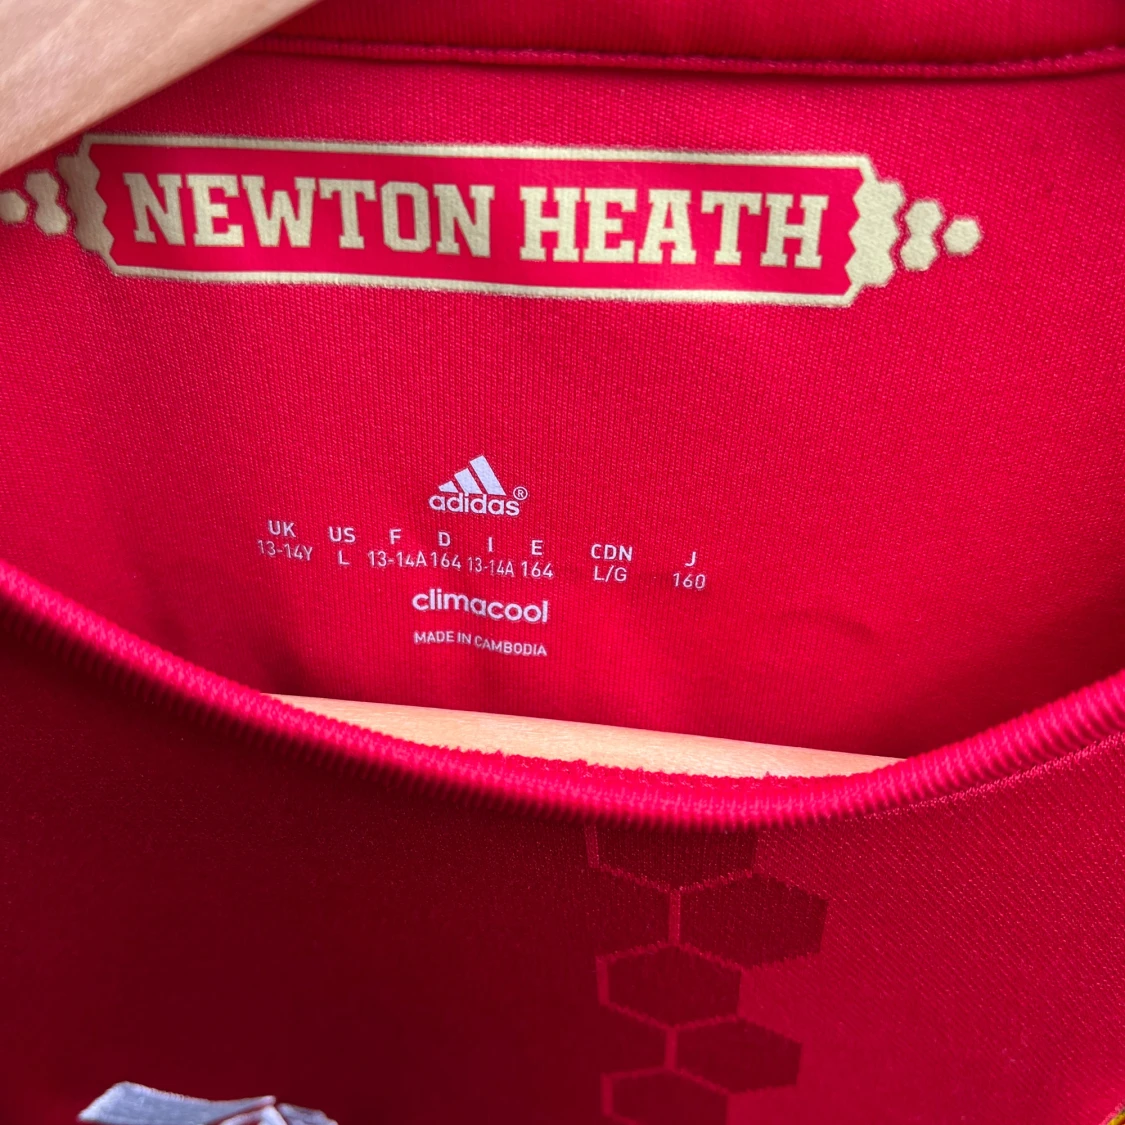 NEWTON HEATH
adidas®
UK US F D I E CDN J
13-14Y L 13-14A 164 13-14A 164 L/G 160
climacool
MADE IN CAMBODIA